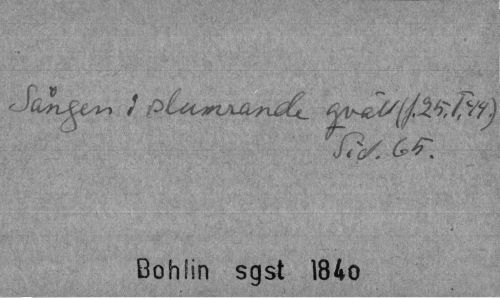 Sången i slumrande qväll (f.25.I,44)
Sid. 65.
Bohlin sgst 1840